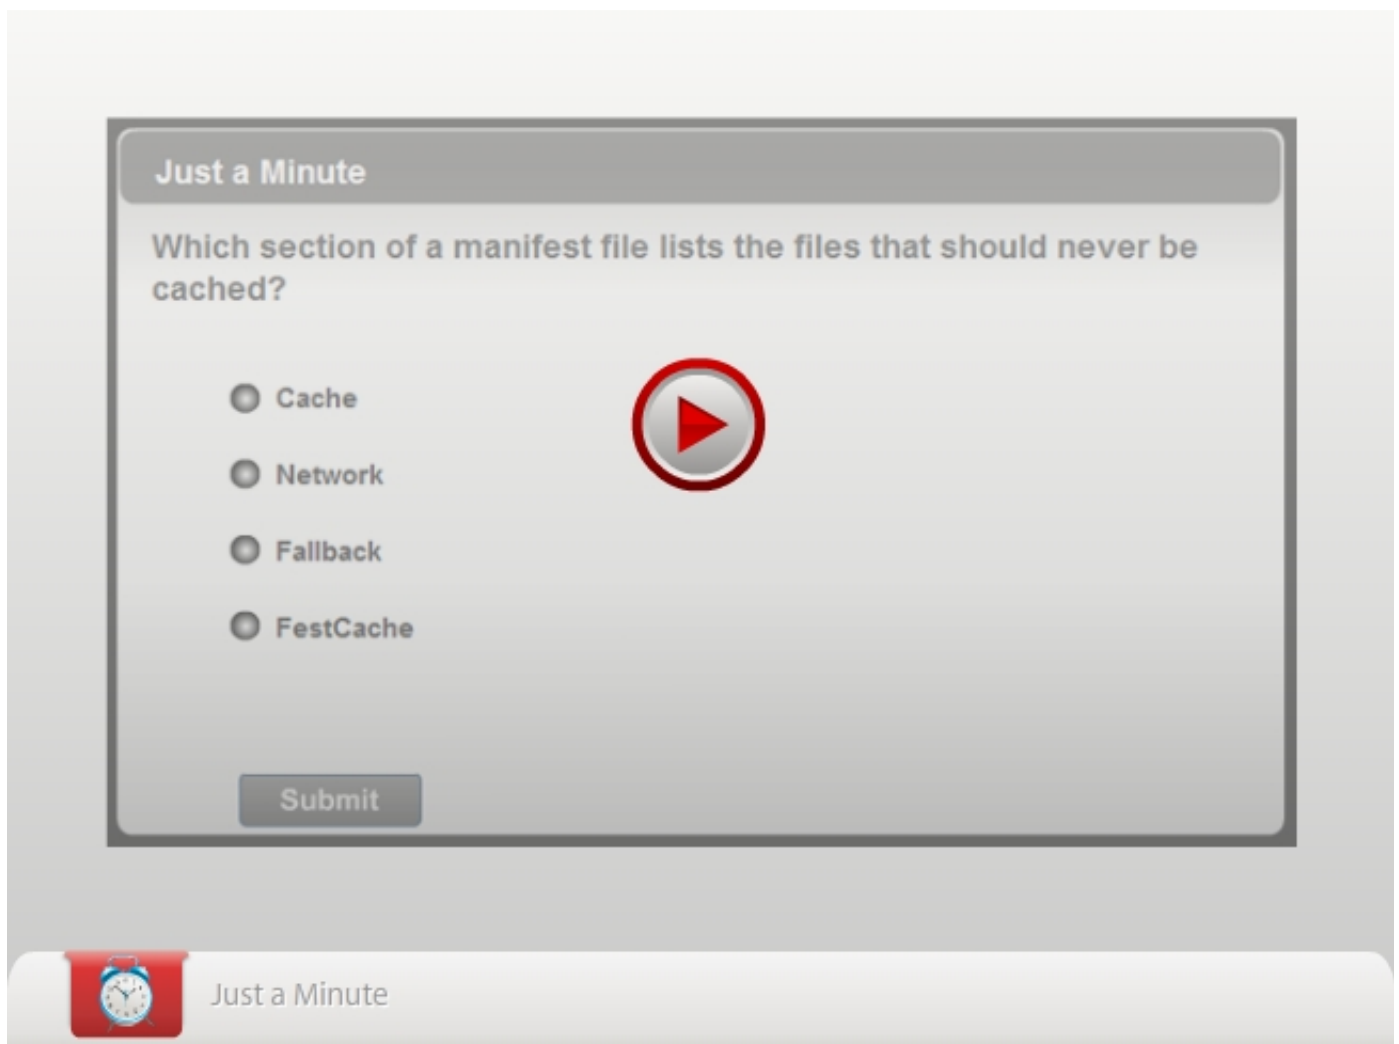 Just a Minute
Which section of a manifest file lists the files that should never be
cached?
Cache
Network
Fallback
FestCache
Submit
Just a Minute